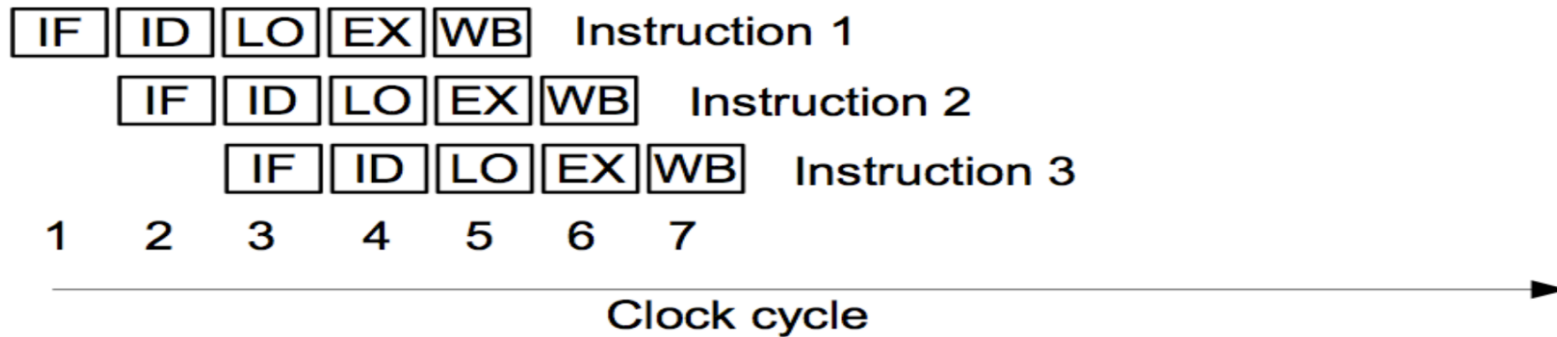 IF ID LO EX WB Instruction 1
IF ID LO EX WB Instruction 2
IF ID LO EX WB Instruction 3
1 2 3 4 5 6 7
Clock cycle